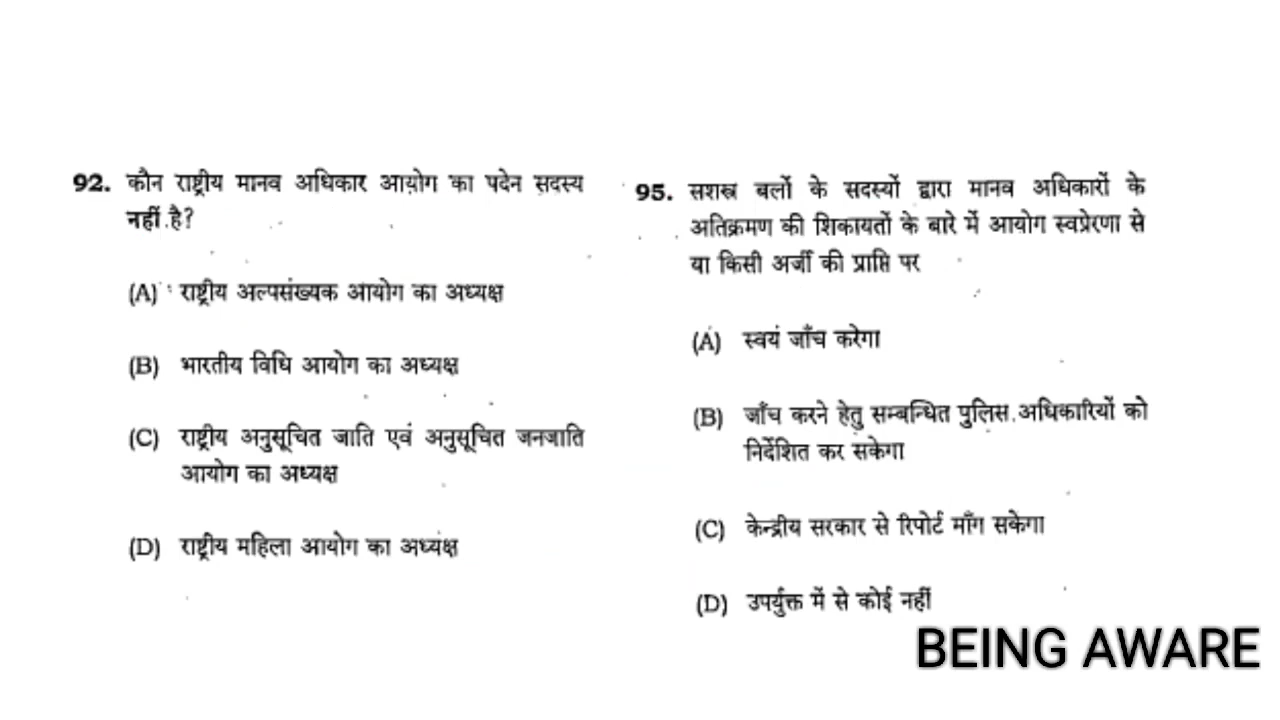 92. कौन राष्ट्रीय मानव अधिकार आयोग का पदेन सदस्य
नहीं है?
(A) राष्ट्रीय अल्पसंख्यक आयोग का अध्यक्ष
(B) भारतीय विधि आयोग का अध्यक्ष
(C) राष्ट्रीय अनुसूचित जाति एवं अनुसूचित जनजाति
आयोग का अध्यक्ष
(D) राष्ट्रीय महिला आयोग का अध्यक्ष
95. सशस्त्र बलों के सदस्यों द्वारा मानव अधिकारों के
अतिक्रमण की शिकायतों के बारे में आयोग स्वप्रेरणा से
या किसी अर्जी की प्राप्ति पर
(A) स्वयं जाँच करेगा
(B) जाँच करने हेतु सम्बन्धित पुलिस अधिकारियों को
निर्देशित कर सकेगा
(C) केन्द्रीय सरकार से रिपोर्ट माँग सकेगा
(D) उपर्युक्त में से कोई नहीं
BEING AWARE